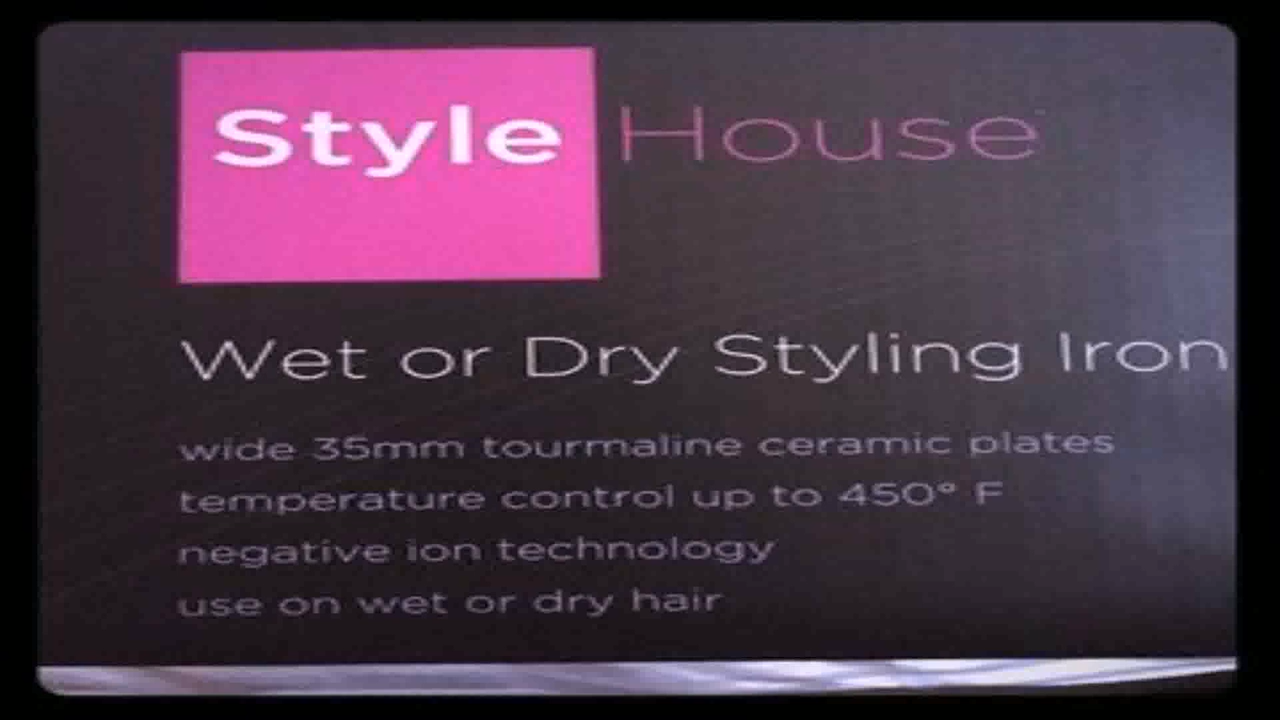 Style House
Wet or Dry Styling Iron
wide 35mm tourmaline ceramic plates
temperature control up to 450° F
negative ion technology
use on wet or dry hair